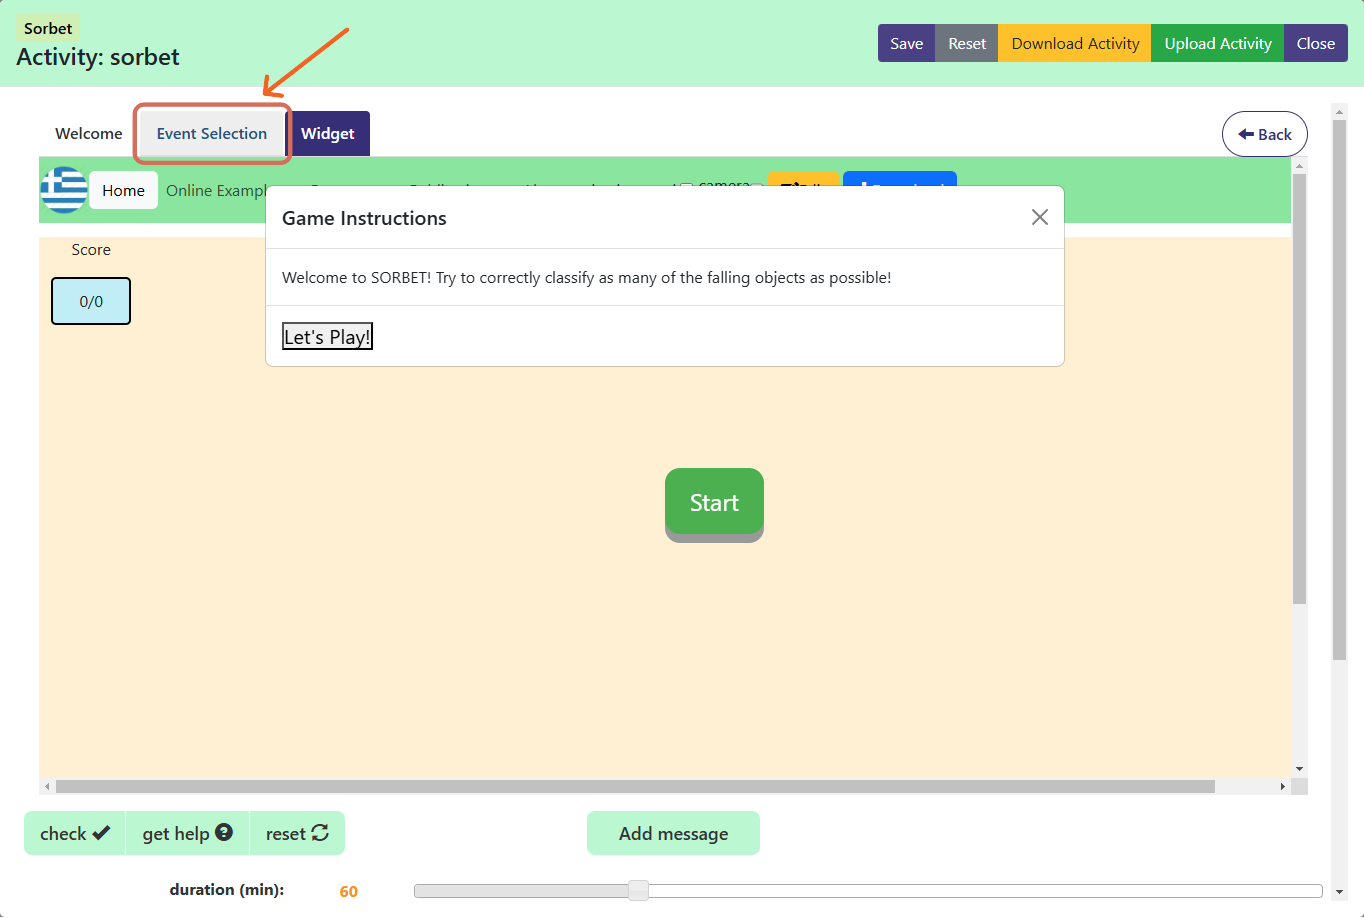 Sorbet
Activity: sorbet
Save Reset Download Activity Upload Activity Close
Welcome Event Selection Widget Back
Home Online Exampl
Score
0/0
Game Instructions
Welcome to SORBET! Try to correctly classify as many of the falling objects as possible!
Let's Play!
Start
check get help reset Add message
duration (min): 60